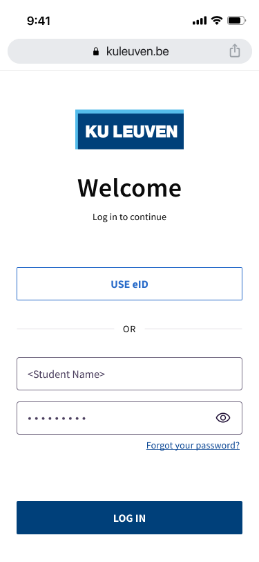 9:41
kuleuven.be
KU LEUVEN
Welcome
Log in to continue
USE eID
OR
<Student Name>
Forgot your password?
LOG IN